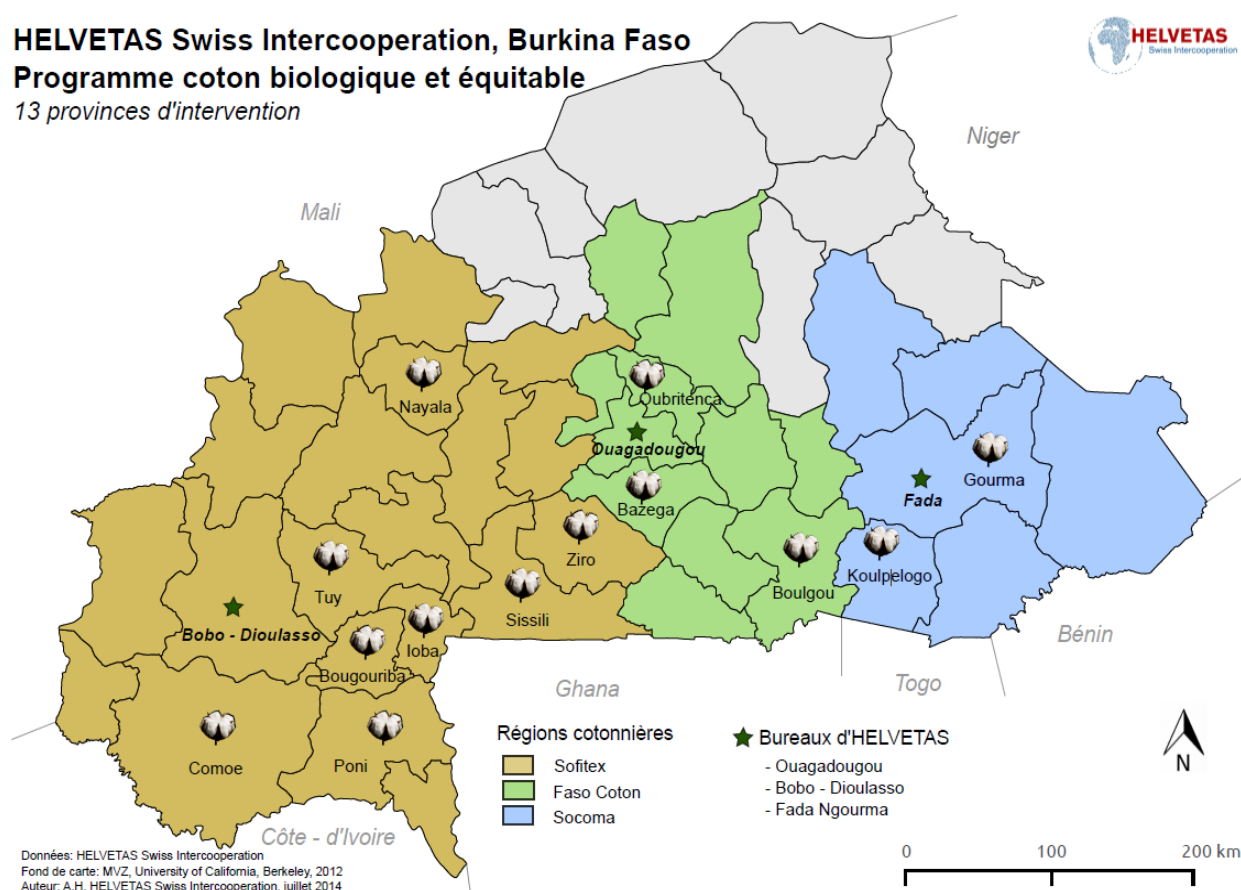 HELVETAS Swiss Intercooperation, Burkina Faso
Programme coton biologique et équitable
13 provinces d'intervention
HELVETAS
Swiss Intercooperation
Niger
Mali
Nayala
Oubritenga
Ouagadougou
Gourma
Fada
Bazega
Ziro
Koulpelogo
Boulgou
Tuy
Sissili
Bobo - Dioulasso
Ioba
Bougouriba
Bénin
Ghana
Togo
Comoe
Poni
Côte - d'Ivoire
Régions cotonnières
Sofitex
Faso Coton
Socoma
Bureaux d'HELVETAS
- Ouagadougou
- Bobo - Dioulasso
- Fada Ngourma
N
0 100 200 km
Données: HELVETAS Swiss Intercooperation
Fond de carte: MVZ, University of California, Berkeley, 2012
Auteur: A.H. HELVETAS Swiss Intercooperation, juillet 2014